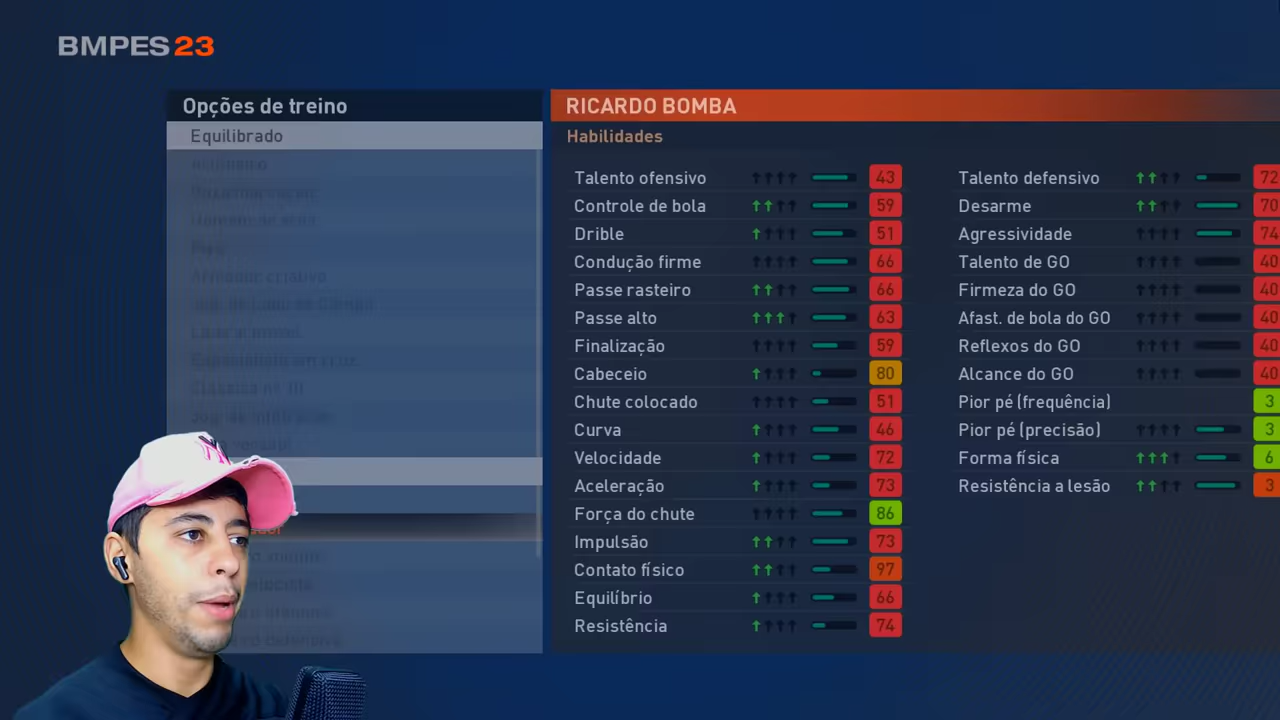 BMPES 23
Opções de treino
Equilibrado
RICARDO BOMBA
Habilidades
Talento ofensivo 43
Controle de bola 59
Drible 51
Condução firme 66
Passe rasteiro 66
Passe alto 63
Finalização 59
Cabeceio 80
Chute colocado 51
Curva 46
Velocidade 72
Aceleração 73
Força do chute 86
Impulsão 73
Contato físico 97
Equilíbrio 66
Resistência 74
Talento defensivo 72
Desarme 70
Agressividade 74
Talento de GO 40
Firmeza do GO 40
Afast. de bola do GO 40
Reflexos do GO 40
Alcance do GO 40
Pior pé (frequência) 3
Pior pé (precisão) 3
Forma física 6
Resistência a lesão 3